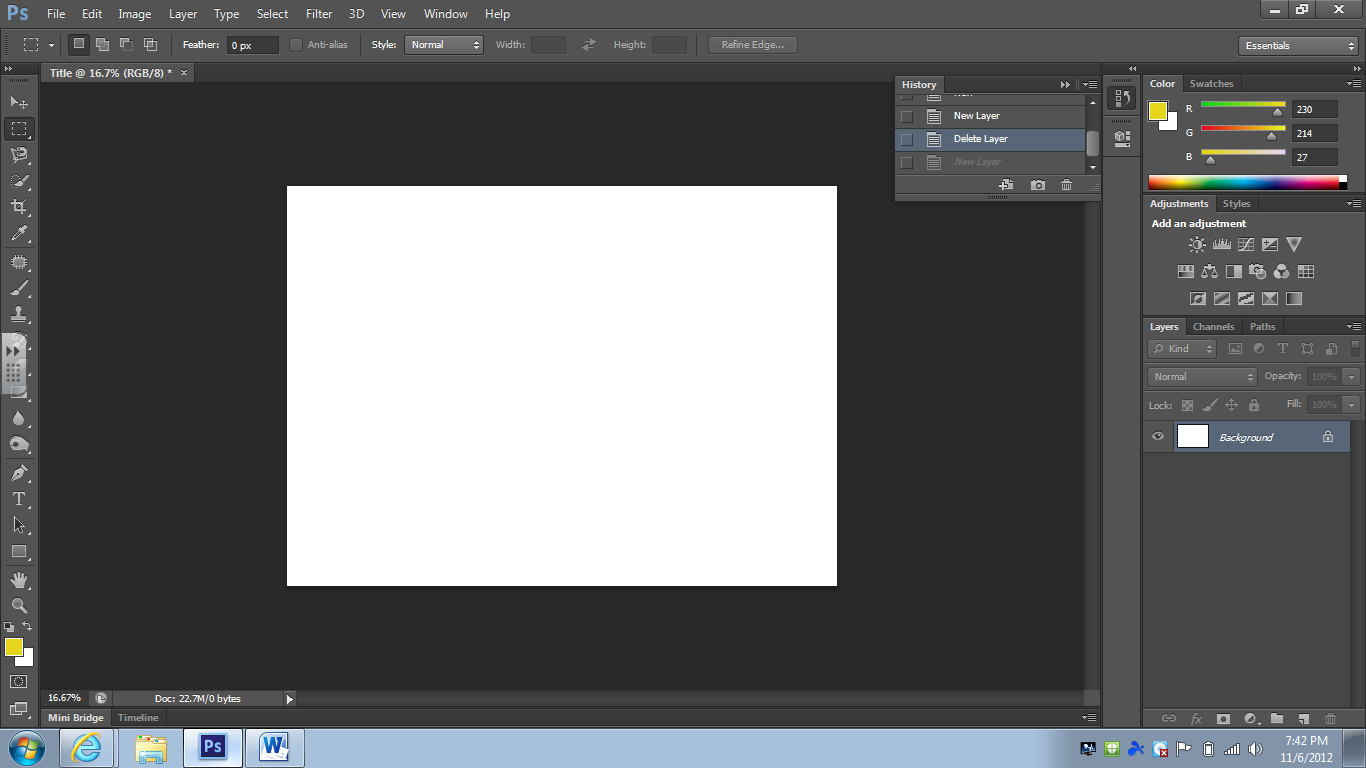 Ps File Edit Image Layer Type Select Filter 3D View Window Help
Feather: 0 px Anti-alias Style: Normal Width: Height: Refine Edge... Essentials
Title @ 16.7% (RGB/8) * ×
History
New Layer
Delete Layer
New Layer
Color Swatches
R 230
G 214
B 27
Adjustments Styles
Add an adjustment
Layers Channels Paths
Kind T
Normal Opacity: 100%
Lock: Fill: 100%
Background
fx
T
16.67% Doc: 22.7M/0 bytes
Mini Bridge Timeline
Ps W
7:42 PM
11/6/2012